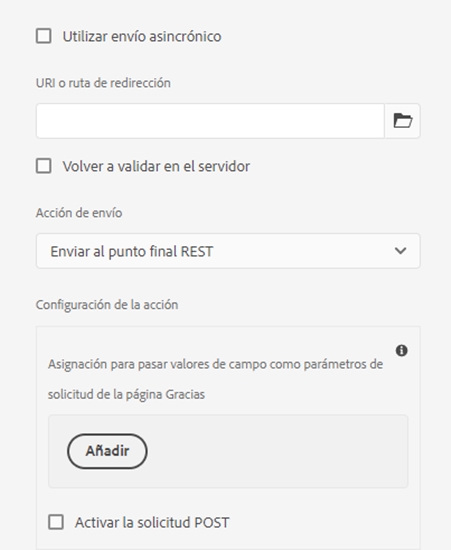 Utilizar envío asincrónico
URI o ruta de redirección
Volver a validar en el servidor
Acción de envío
Enviar al punto final REST
Configuración de la acción
Asignación para pasar valores de campo como parámetros de
solicitud de la página Gracias
Añadir
Activar la solicitud POST